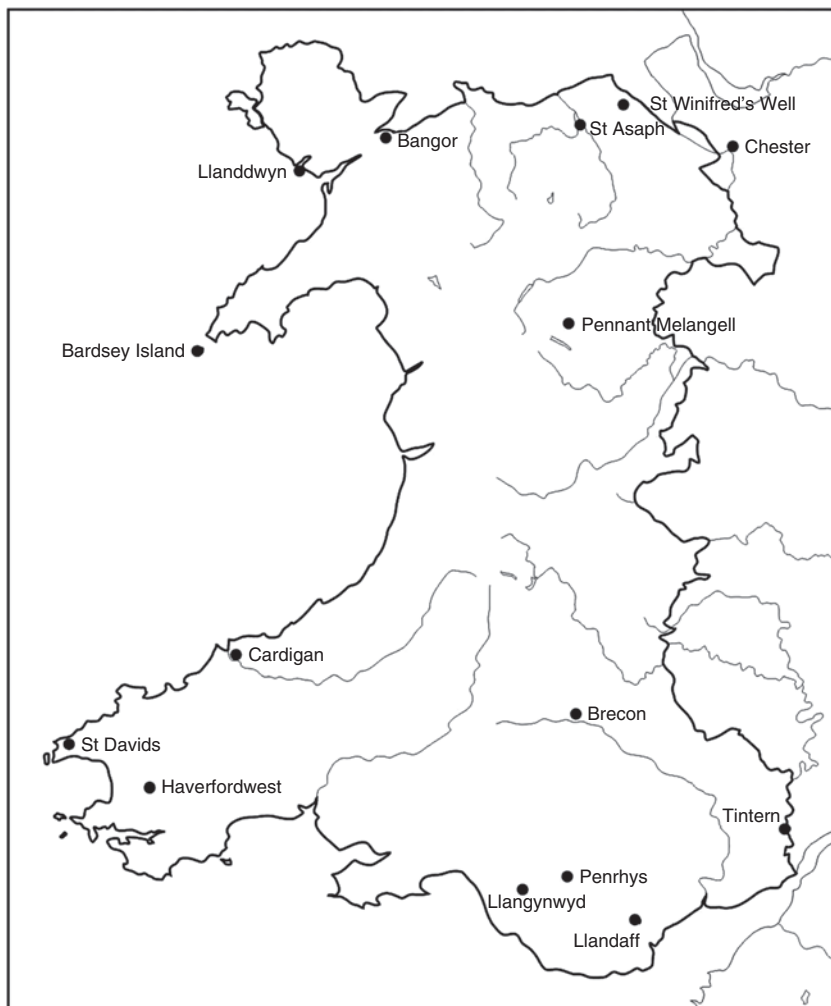 St Winifred's Well
St Asaph
Bangor
Chester
Llanddwyn
Pennant Melangell
Bardsey Island
Cardigan
Brecon
St Davids
Haverfordwest
Tintern
Penrhys
Llangynwyd
Llandaff